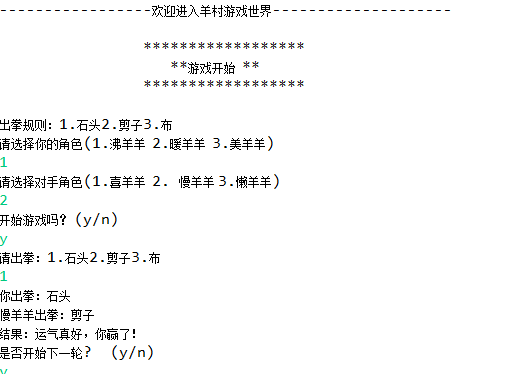 -----------------欢迎进入羊村游戏世界--------------------
******************
**游戏开始 **
******************
出拳规则：1.石头2.剪子3.布
请选择你的角色(1.沸羊羊 2.暖羊羊 3.美羊羊)
1
请选择对手角色(1.喜羊羊 2. 慢羊羊 3.懒羊羊)
2
开始游戏吗？(y/n)
y
请出拳：1.石头2.剪子3.布
1
你出拳：石头
慢羊羊出拳：剪子
结果：运气真好，你赢了！
是否开始下一轮？ (y/n)
y